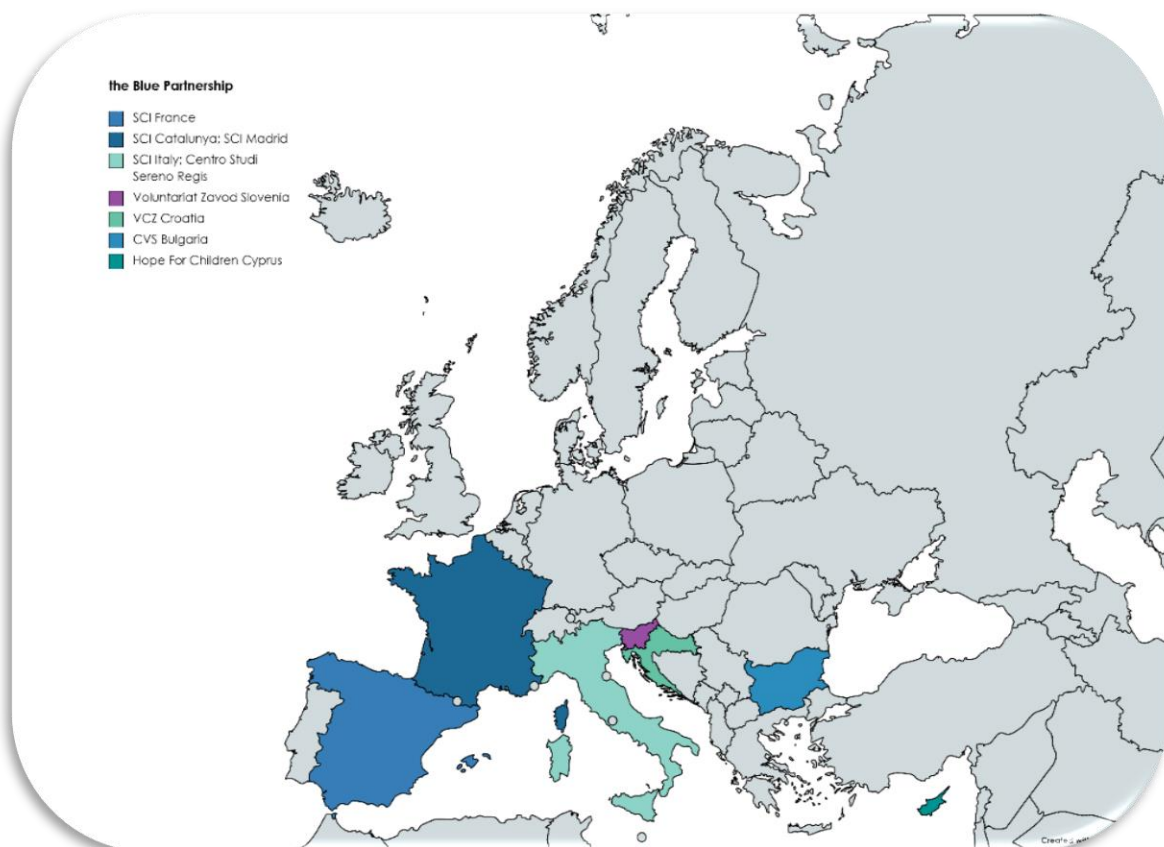 the Blue Partnership
SCI France
SCI Catalunya; SCI Madrid
SCI Italy; Centro Studi
Sereno Regis
Voluntariat Zavod Slovenia
VCZ Croatia
CVS Bulgaria
Hope For Children Cyprus
Created